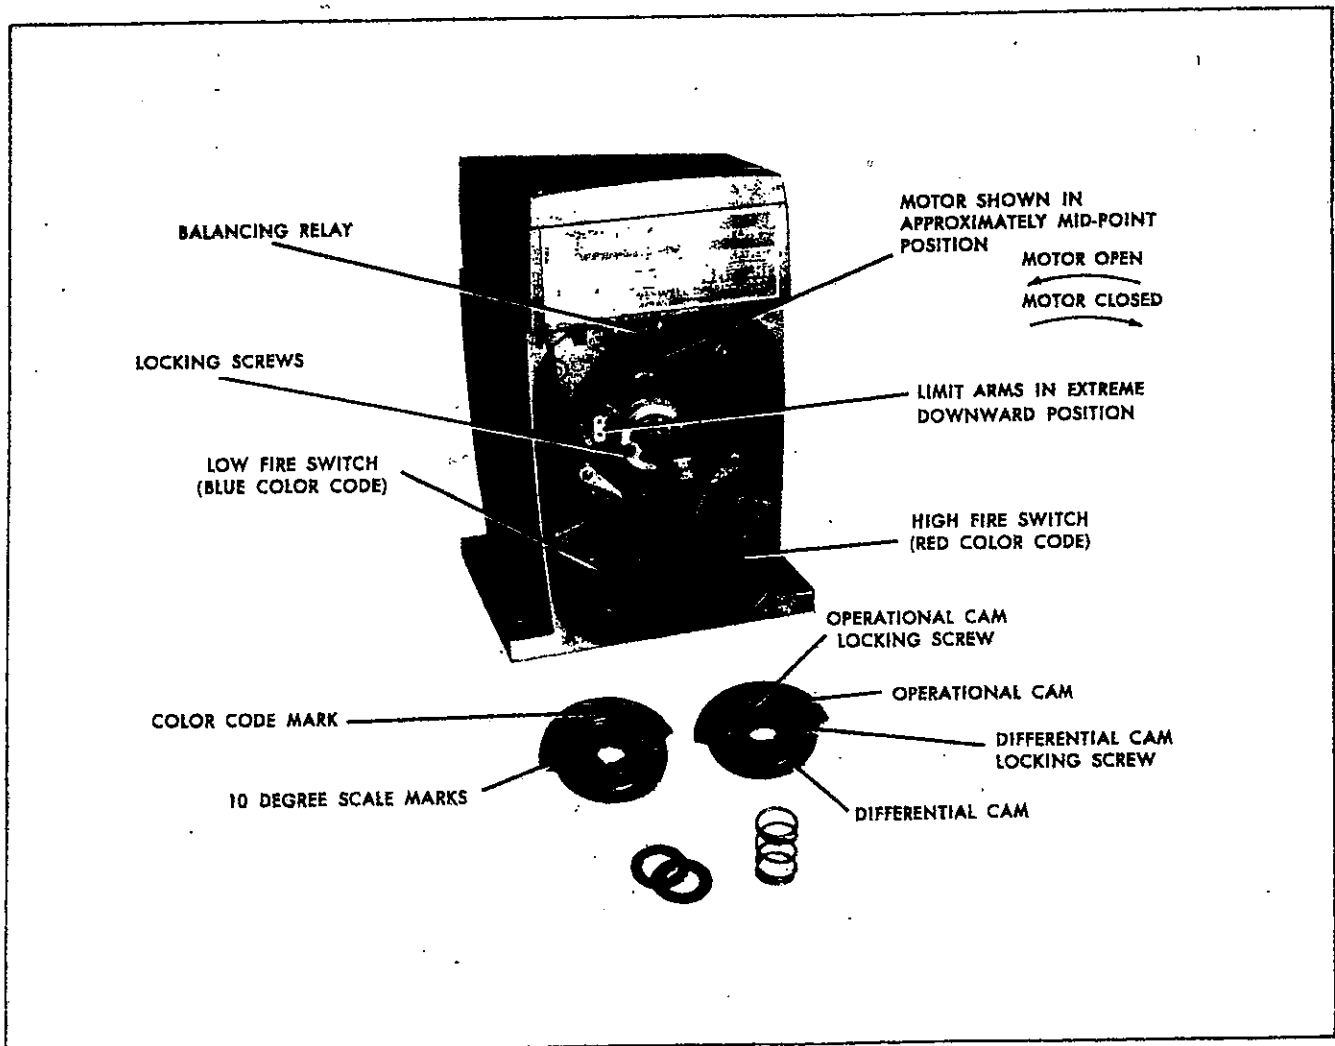 BALANCING RELAY
MOTOR SHOWN IN
APPROXIMATELY MID-POINT
POSITION
MOTOR OPEN
MOTOR CLOSED
LOCKING SCREWS
LIMIT ARMS IN EXTREME
DOWNWARD POSITION
LOW FIRE SWITCH
(BLUE COLOR CODE)
HIGH FIRE SWITCH
(RED COLOR CODE)
OPERATIONAL CAM
LOCKING SCREW
OPERATIONAL CAM
COLOR CODE MARK
DIFFERENTIAL CAM
LOCKING SCREW
10 DEGREE SCALE MARKS
DIFFERENTIAL CAM